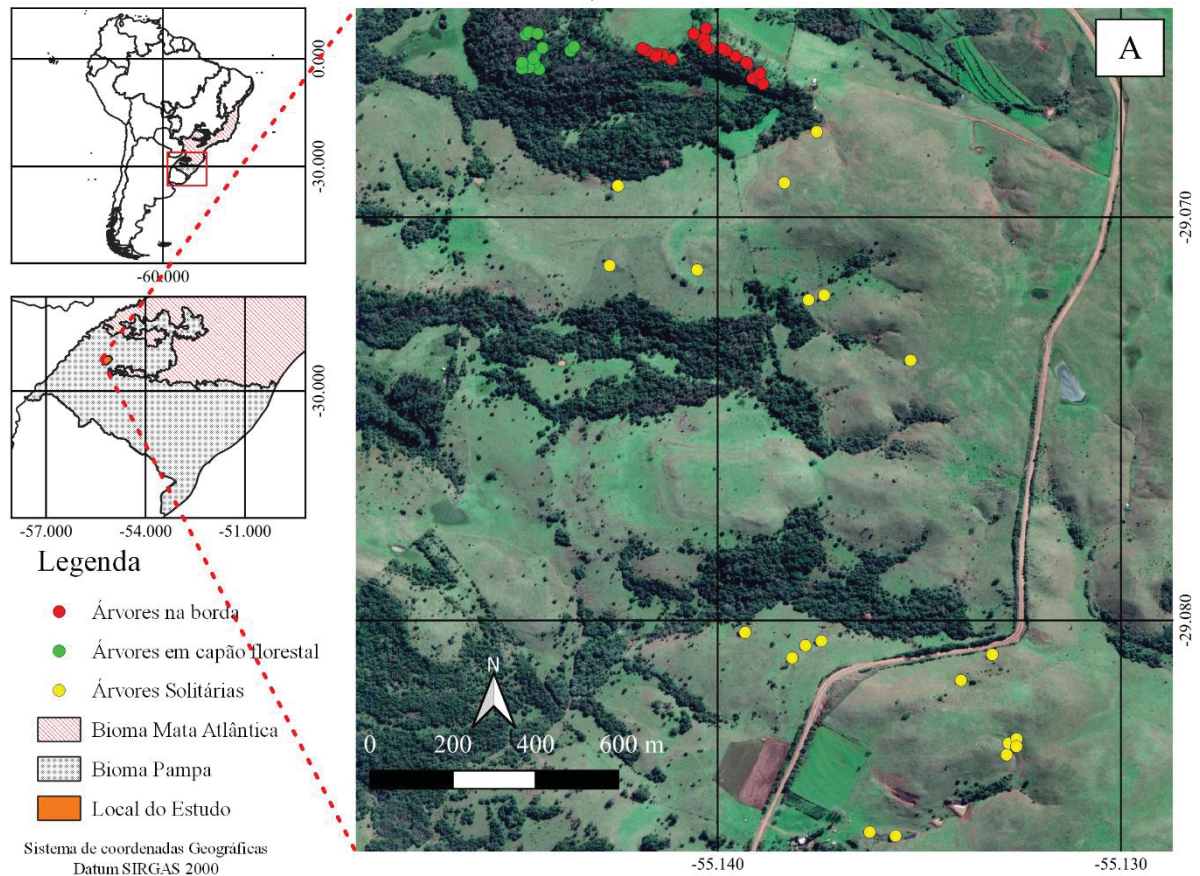 0.000
-30.000
-60.000
-30.000
-57.000 -54.000 -51.000
Legenda
Árvores na borda
Árvores em capão florestal
Árvores Solitárias
Bioma Mata Atlântica
Bioma Pampa
Local do Estudo
Sistema de coordenadas Geográficas
Datum SIRGAS 2000
A
-29.070
-29.080
N
0 200 400 600 m
-55.140 -55.130